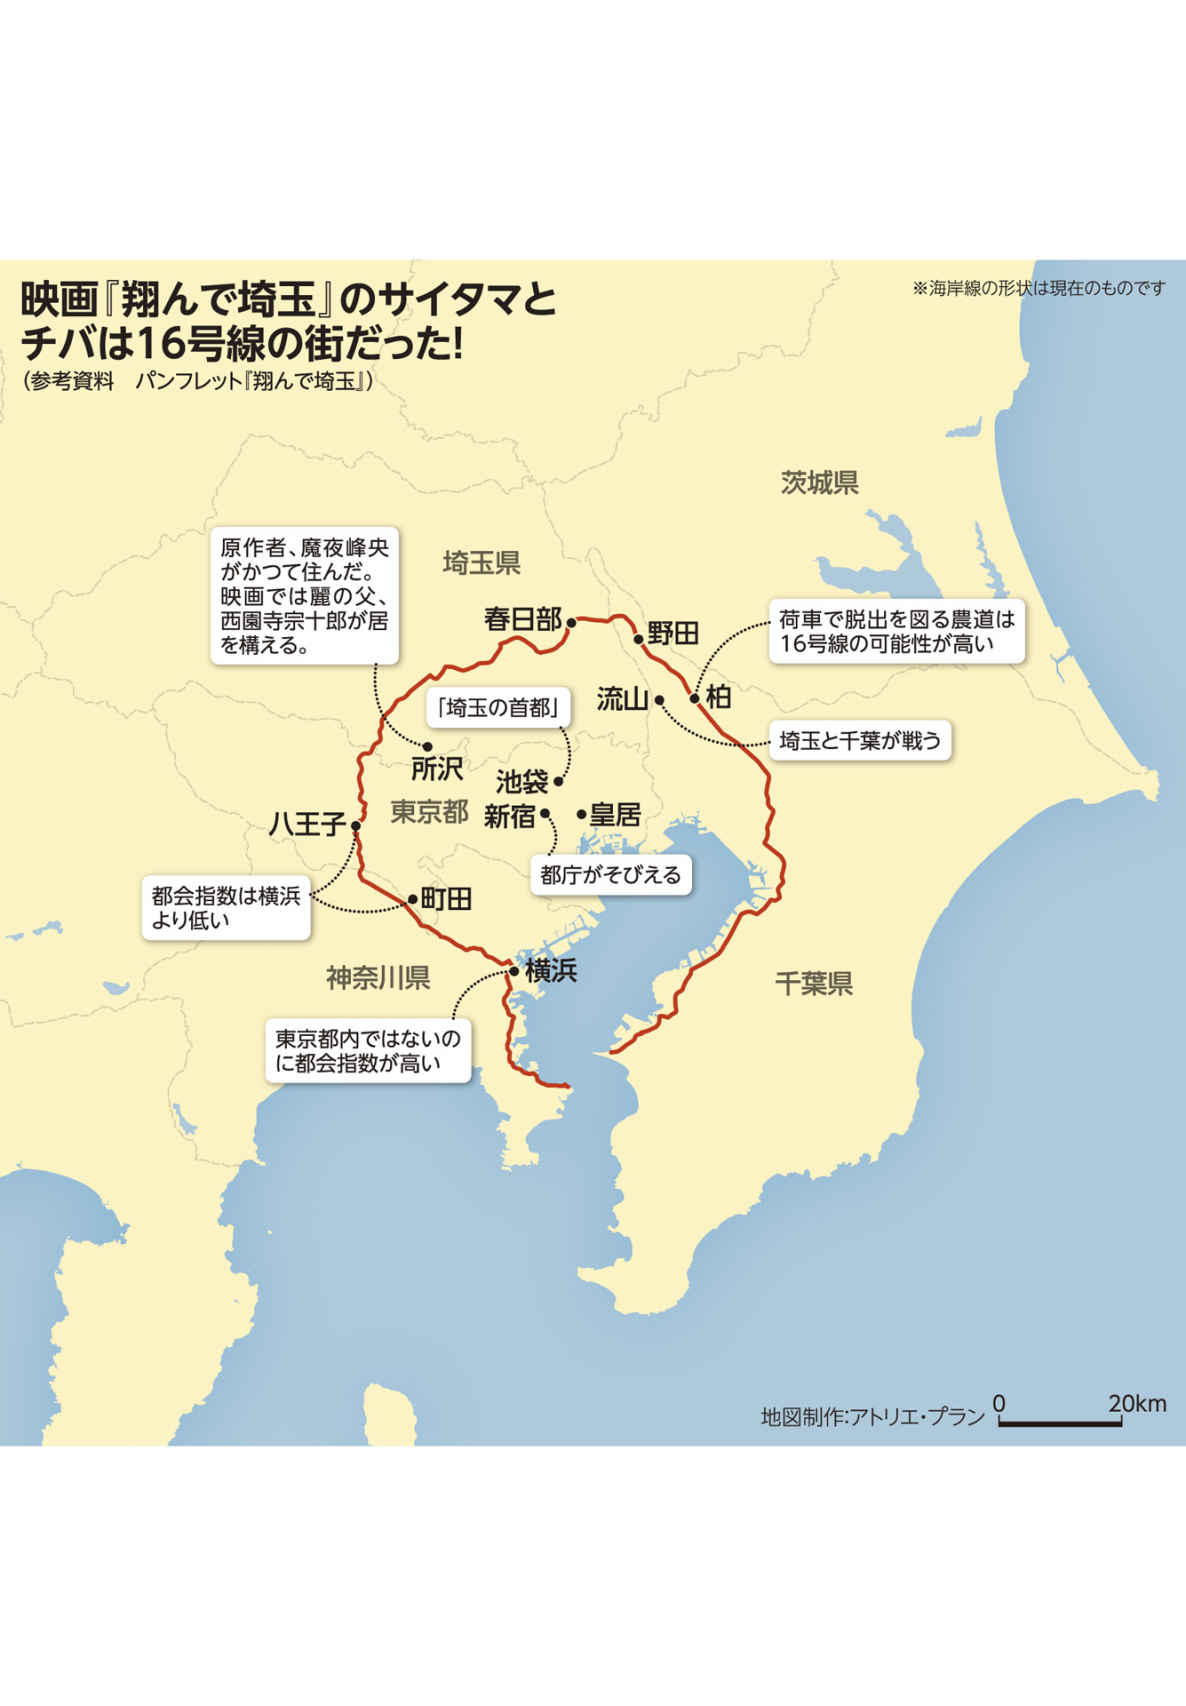 映画『翔んで埼玉』のサイタマと
チバは16号線の街だった!
(参考資料　パンフレット『翔んで埼玉』)
※海岸線の形状は現在のものです
茨城県
原作者、魔夜峰央
がかつて住んだ。
映画では麗の父、
西園寺宗十郎が居
を構える。
埼玉県
春日部
野田
荷車で脱出を図る農道は
16号線の可能性が高い
「埼玉の首都」
流山
柏
埼玉と千葉が戦う
所沢
池袋
東京都
新宿
皇居
八王子
都庁がそびえる
都会指数は横浜
より低い
町田
神奈川県
横浜
千葉県
東京都内ではないの
に都会指数が高い
地図制作:アトリエ・プラン
0
20km